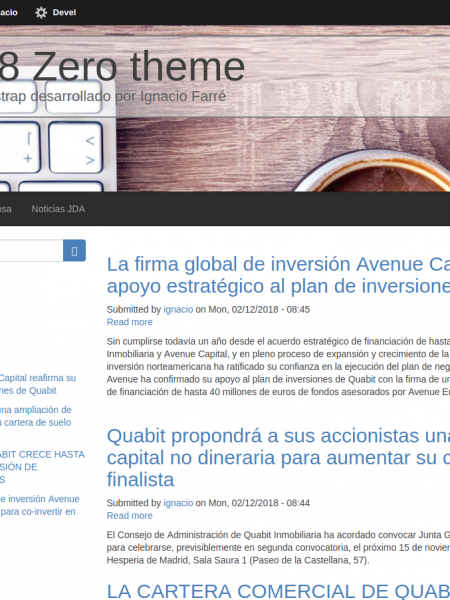 acio Devel
8 Zero theme
strap desarrollado por Ignacio Farré
nsa Noticias JDA
La firma global de inversión Avenue Ca
apoyo estratégico al plan de inversione
Submitted by ignacio on Mon, 02/12/2018 - 08:45
Read more
Sin cumplirse todavía un año desde el acuerdo estratégico de financiación de hasta
Inmobiliaria y Avenue Capital, y en pleno proceso de expansión y crecimiento de la
inversión norteamericana ha ratificado su confianza en la ejecución del plan de neg
Avenue ha confirmado su apoyo al plan de inversiones de Quabit con la firma de un
de financiación de hasta 40 millones de euros de fondos asesorados por Avenue Eu
Capital reafirma su
nes de Quabit
una ampliación de
u cartera de suelo
ABIT CRECE HASTA
SIÓN DE
S
e inversión Avenue
para co-invertir en
Quabit propondrá a sus accionistas una
capital no dineraria para aumentar su c
finalista
Submitted by ignacio on Mon, 02/12/2018 - 08:44
Read more
El Consejo de Administración de Quabit Inmobiliaria ha acordado convocar Junta G
para celebrarse, previsiblemente en segunda convocatoria, el próximo 15 de novien
Hesperia de Madrid, Sala Saura 1 (Paseo de la Castellana, 57).
LA CARTERA COMERCIAL DE QUAB